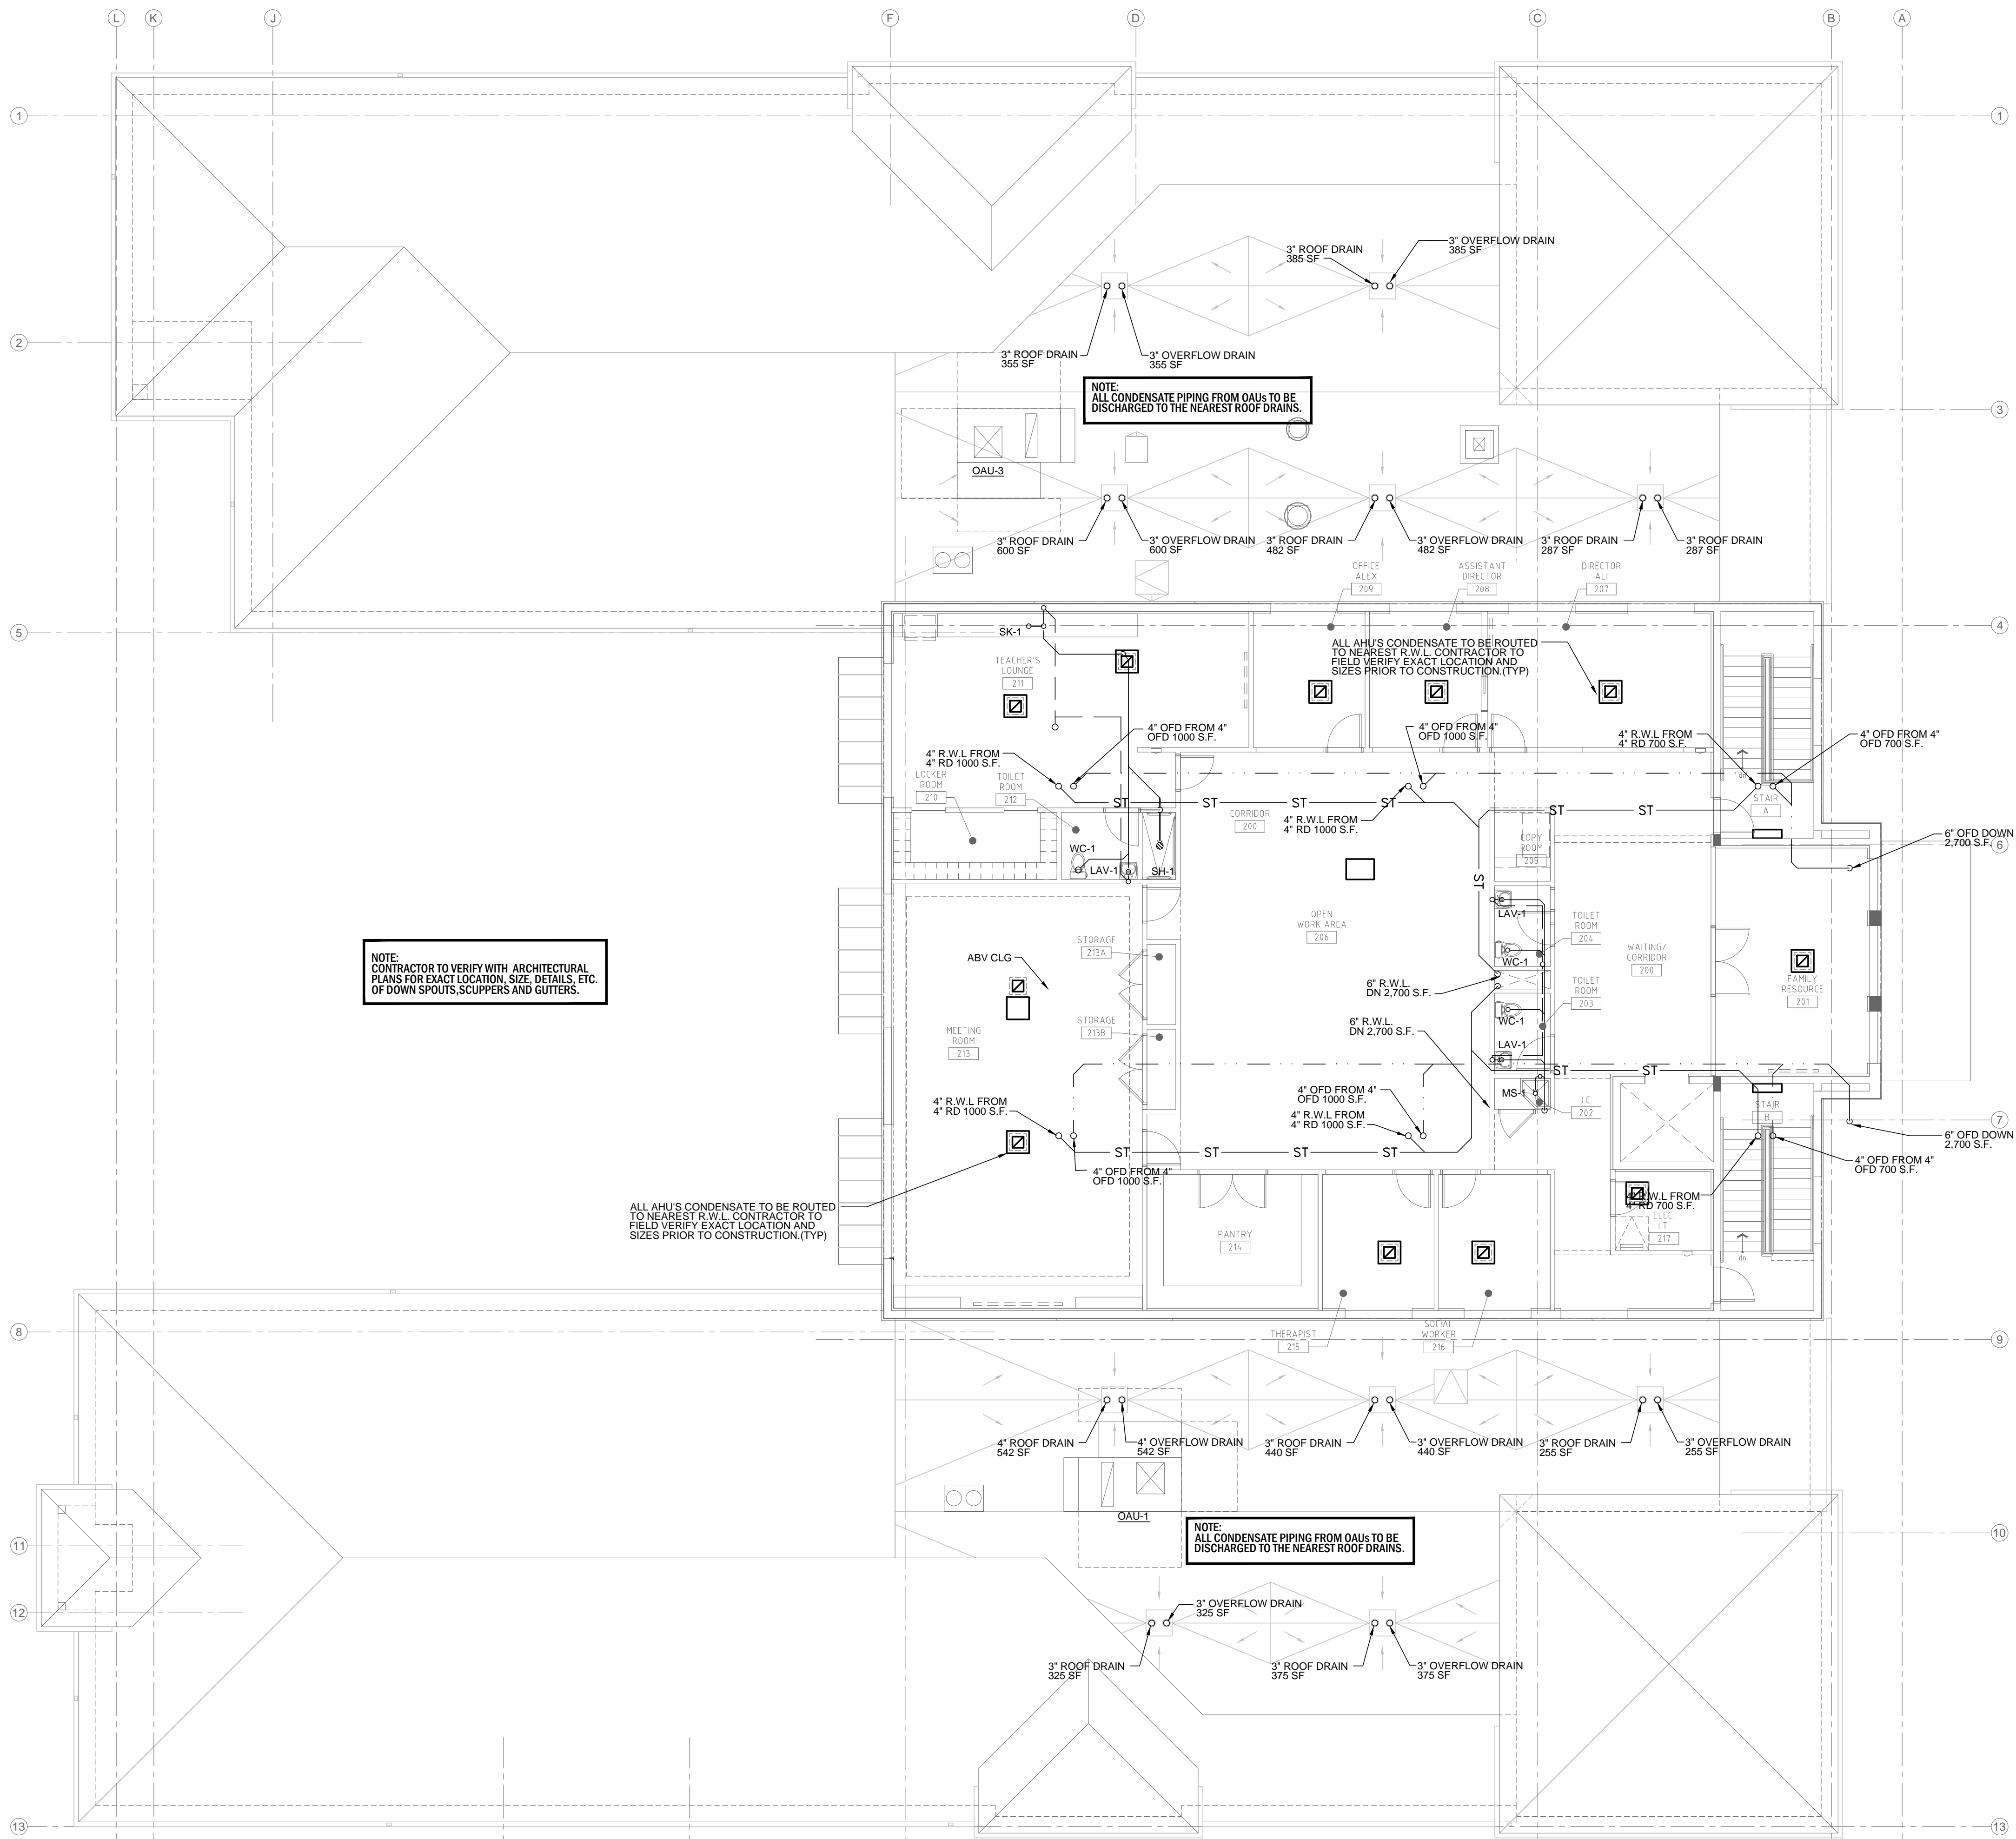 L
K
J
F
D
C
B
A
1
1
3" ROOF DRAIN
385 SF
3" OVERFLOW DRAIN
385 SF
2
3" ROOF DRAIN
355 SF
3" OVERFLOW DRAIN
355 SF
NOTE:
ALL CONDENSATE PIPING FROM OAUs TO BE
DISCHARGED TO THE NEAREST ROOF DRAINS.
3
OAU-3
3" ROOF DRAIN
600 SF
3" OVERFLOW DRAIN
600 SF
3" ROOF DRAIN
482 SF
3" OVERFLOW DRAIN
482 SF
3" ROOF DRAIN
287 SF
3" ROOF DRAIN
287 SF
OFFICE
ALEX
209
ASSISTANT
DIRECTOR
208
DIRECTOR
ALI
207
5
4
SK-1
TEACHER'S
LOUNGE
211
ALL AHU'S CONDENSATE TO BE ROUTED
TO NEAREST R.W.L. CONTRACTOR TO
FIELD VERIFY EXACT LOCATION AND
SIZES PRIOR TO CONSTRUCTION.(TYP)
4" OFD FROM 4"
OFD 1000 S.F.
4" OFD FROM 4"
OFD 1000 S.F.
4" R.W.L FROM
4" RD 700 S.F.
4" OFD FROM 4"
OFD 700 S.F.
4" R.W.L FROM
4" RD 1000 S.F.
LOCKER
ROOM
210
TOILET
ROOM
212
dn
STAIR
A
ST
ST
ST
ST
ST
ST
CORRIDOR
200
4" R.W.L FROM
4" RD 1000 S.F.
COPY
ROOM
205
6" OFD DOWN
2,700 S.F.
6
WC-1
LAV-1
SH-1
ST
LAV-1
OPEN
WORK AREA
206
TOILET
ROOM
204
WAITING/
CORRIDOR
200
STORAGE
213A
NOTE:
CONTRACTOR TO VERIFY WITH ARCHITECTURAL
PLANS FOR EXACT LOCATION, SIZE, DETAILS, ETC.
OF DOWN SPOUTS,SCUPPERS AND GUTTERS.
ABV CLG
WC-1
6" R.W.L.
DN 2,700 S.F.
TOILET
ROOM
203
FAMILY
RESOURCE
201
MEETING
ROOM
213
STORAGE
213B
6" R.W.L.
DN 2,700 S.F.
WC-1
LAV-1
ST
ST
MS-1
J.C.
202
4" R.W.L FROM
4" RD 1000 S.F.
4" OFD FROM 4"
OFD 1000 S.F.
4" R.W.L FROM
4" RD 1000 S.F.
STAIR
B
7
6" OFD DOWN
2,700 S.F.
ST
ST
ST
ST
4" OFD FROM 4"
OFD 1000 S.F.
4" OFD FROM 4"
OFD 700 S.F.
4" R.W.L FROM
4" RD 700 S.F.
ALL AHU'S CONDENSATE TO BE ROUTED
TO NEAREST R.W.L. CONTRACTOR TO
FIELD VERIFY EXACT LOCATION AND
SIZES PRIOR TO CONSTRUCTION.(TYP)
PANTRY
214
ELEC.
I.T.
217
dn
8
THERAPIST
215
SOCIAL
WORKER
216
9
4" ROOF DRAIN
542 SF
4" OVERFLOW DRAIN
542 SF
3" ROOF DRAIN
440 SF
3" OVERFLOW DRAIN
440 SF
3" ROOF DRAIN
255 SF
3" OVERFLOW DRAIN
255 SF
OAU-1
NOTE:
ALL CONDENSATE PIPING FROM OAUs TO BE
DISCHARGED TO THE NEAREST ROOF DRAINS.
11
10
12
3" OVERFLOW DRAIN
325 SF
3" ROOF DRAIN
325 SF
3" ROOF DRAIN
375 SF
3" OVERFLOW DRAIN
375 SF
13
13